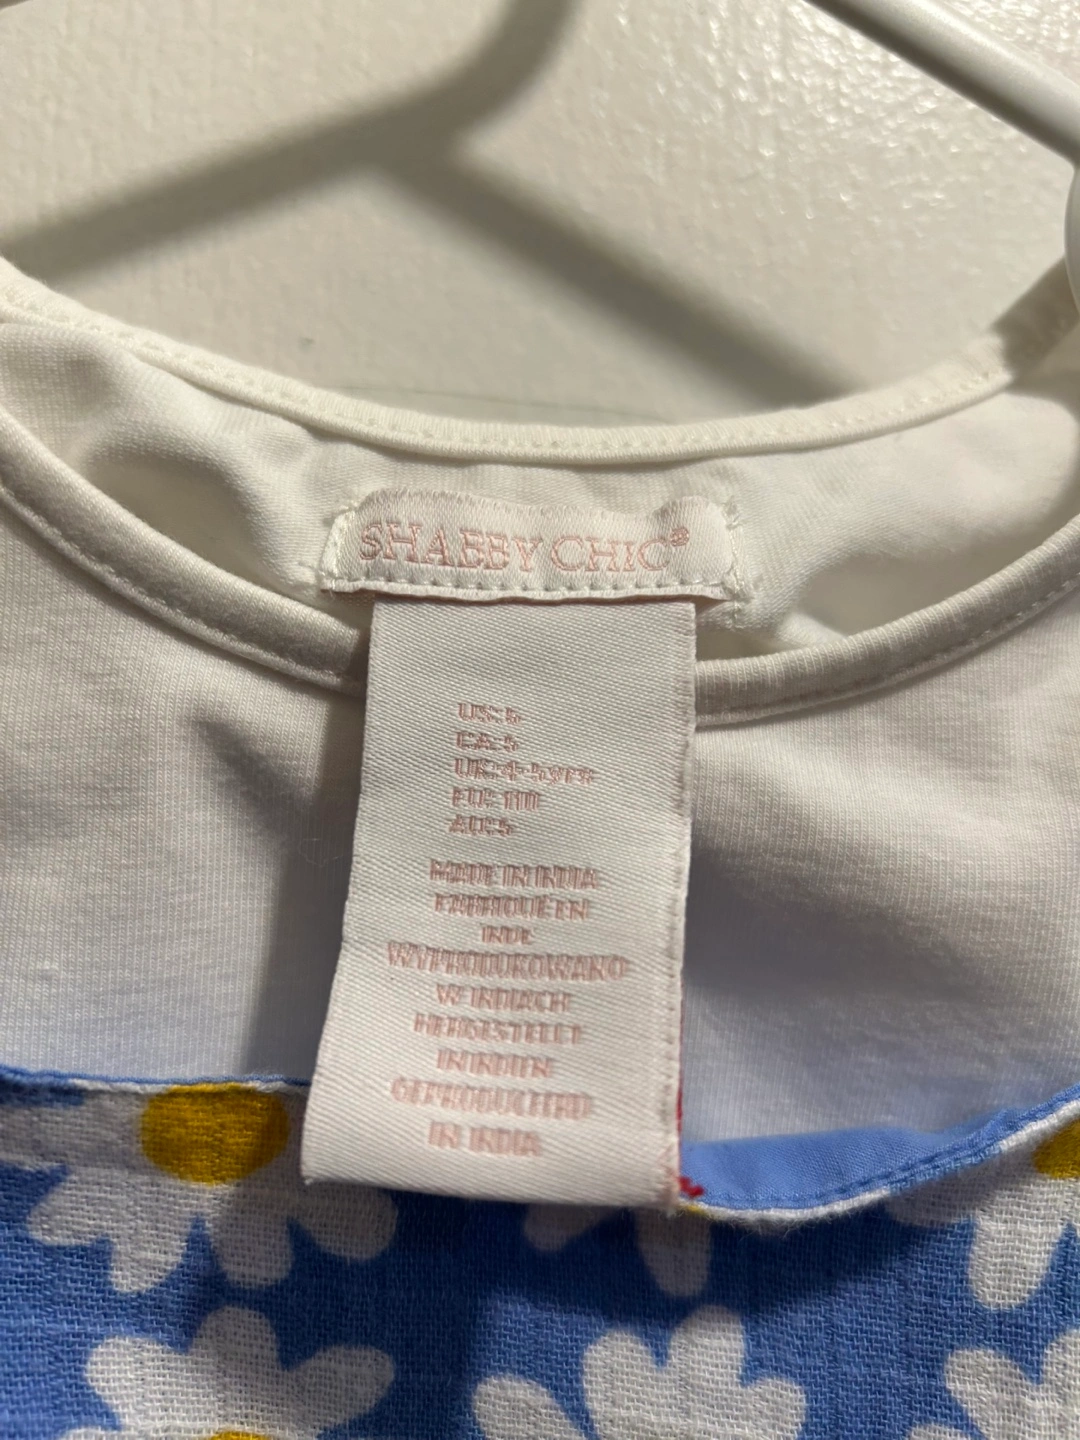 SHABBY CHIC®
US: 5
CA: 5
UK: 4-5yrs
EU: 110
AU: 5
MADE IN INDIA
FABRIQUÉ EN
INDE
WYPRODUKOWANO
W INDIACH
HERGESTELLT
IN INDIEN
GEPRODUCEERD
IN INDIA